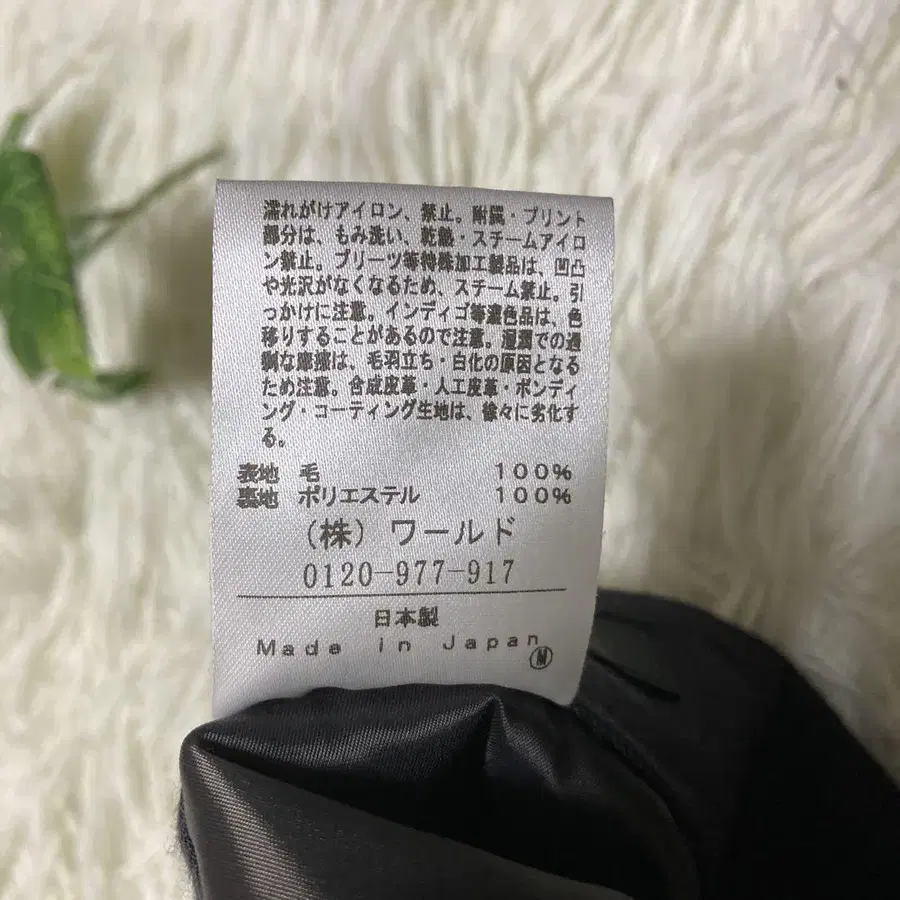 濡れがけアイロン、禁止。附属・プリント
部分は、もみ洗い、乾熱・スチームアイロ
ン禁止。プリーツ等特殊加工製品は、凹凸
や光沢がなくなるため、スチーム禁止。引
っかけに注意。インディゴ等濃色品は、色
移りすることがあるので注意。湿潤での過
剰な摩擦は、毛羽立ち・白化の原因となる
ため注意。合成皮革・人工皮革・ボンディ
ング・コーティング生地は、徐々に劣化す
る。
表地 毛 100%
裏地 ポリエステル 100%
(株)ワールド
0120-977-917
日本製
Made in Japan
M